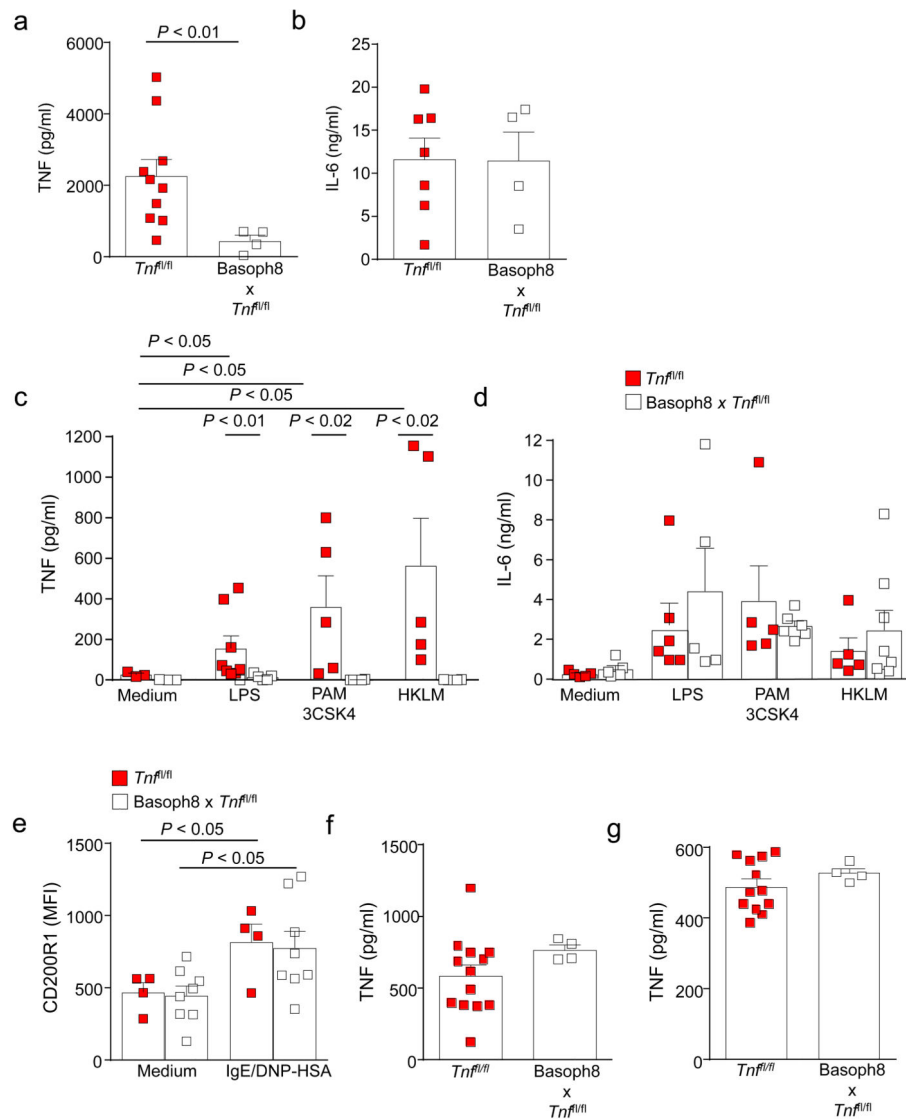 a
P < 0.01
6000
4000
2000
0
TNF (pg/ml)
Tnffl/fl
Basoph8
x
Tnffl/fl
b
25
20
15
10
5
0
IL-6 (ng/ml)
Tnffl/fl
Basoph8
x
Tnffl/fl
c
P < 0.05
P < 0.05
P < 0.05
P < 0.01 P < 0.02 P < 0.02
1200
1000
800
600
400
200
0
TNF (pg/ml)
Medium LPS PAM HKLM
3CSK4
Tnffl/fl
Basoph8 x Tnffl/fl
d
12
10
8
6
4
2
0
IL-6 (ng/ml)
Medium LPS PAM HKLM
3CSK4
Tnffl/fl
Basoph8 x Tnffl/fl
e
P < 0.05
P < 0.05
1500
1000
500
0
CD200R1 (MFI)
Medium IgE/DNP-HSA
f
1500
1000
500
0
TNF (pg/ml)
Tnffl/fl
Basoph8
x
Tnffl/fl
g
600
400
200
0
TNF (pg/ml)
Tnffl/fl
Basoph8
x
Tnffl/fl